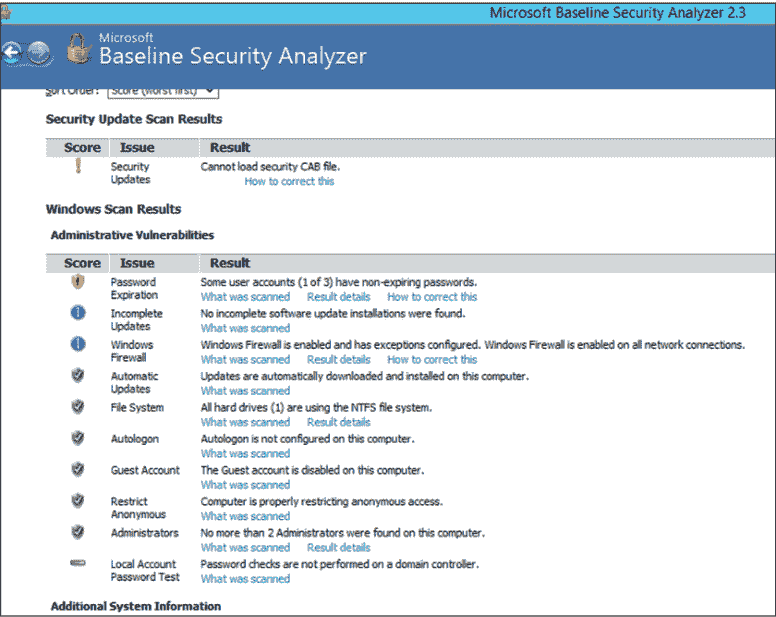 Microsoft Baseline Security Analyzer 2.3
Microsoft
Baseline Security Analyzer
Sort Order: Score (worst first)
Security Update Scan Results
Score Issue Result
Security Updates Cannot load security CAB file.
How to correct this
Windows Scan Results
Administrative Vulnerabilities
Score Issue Result
Password Expiration Some user accounts (1 of 3) have non-expiring passwords.
What was scanned Result details How to correct this
Incomplete Updates No incomplete software update installations were found.
What was scanned
Windows Firewall Windows Firewall is enabled and has exceptions configured. Windows Firewall is enabled on all network connections.
What was scanned Result details How to correct this
Automatic Updates Updates are automatically downloaded and installed on this computer.
What was scanned
File System All hard drives (1) are using the NTFS file system.
What was scanned Result details
Autologon Autologon is not configured on this computer.
What was scanned
Guest Account The Guest account is disabled on this computer.
What was scanned
Restrict Anonymous Computer is properly restricting anonymous access.
What was scanned
Administrators No more than 2 Administrators were found on this computer.
What was scanned Result details
Local Account Password Test Password checks are not performed on a domain controller.
What was scanned
Additional System Information